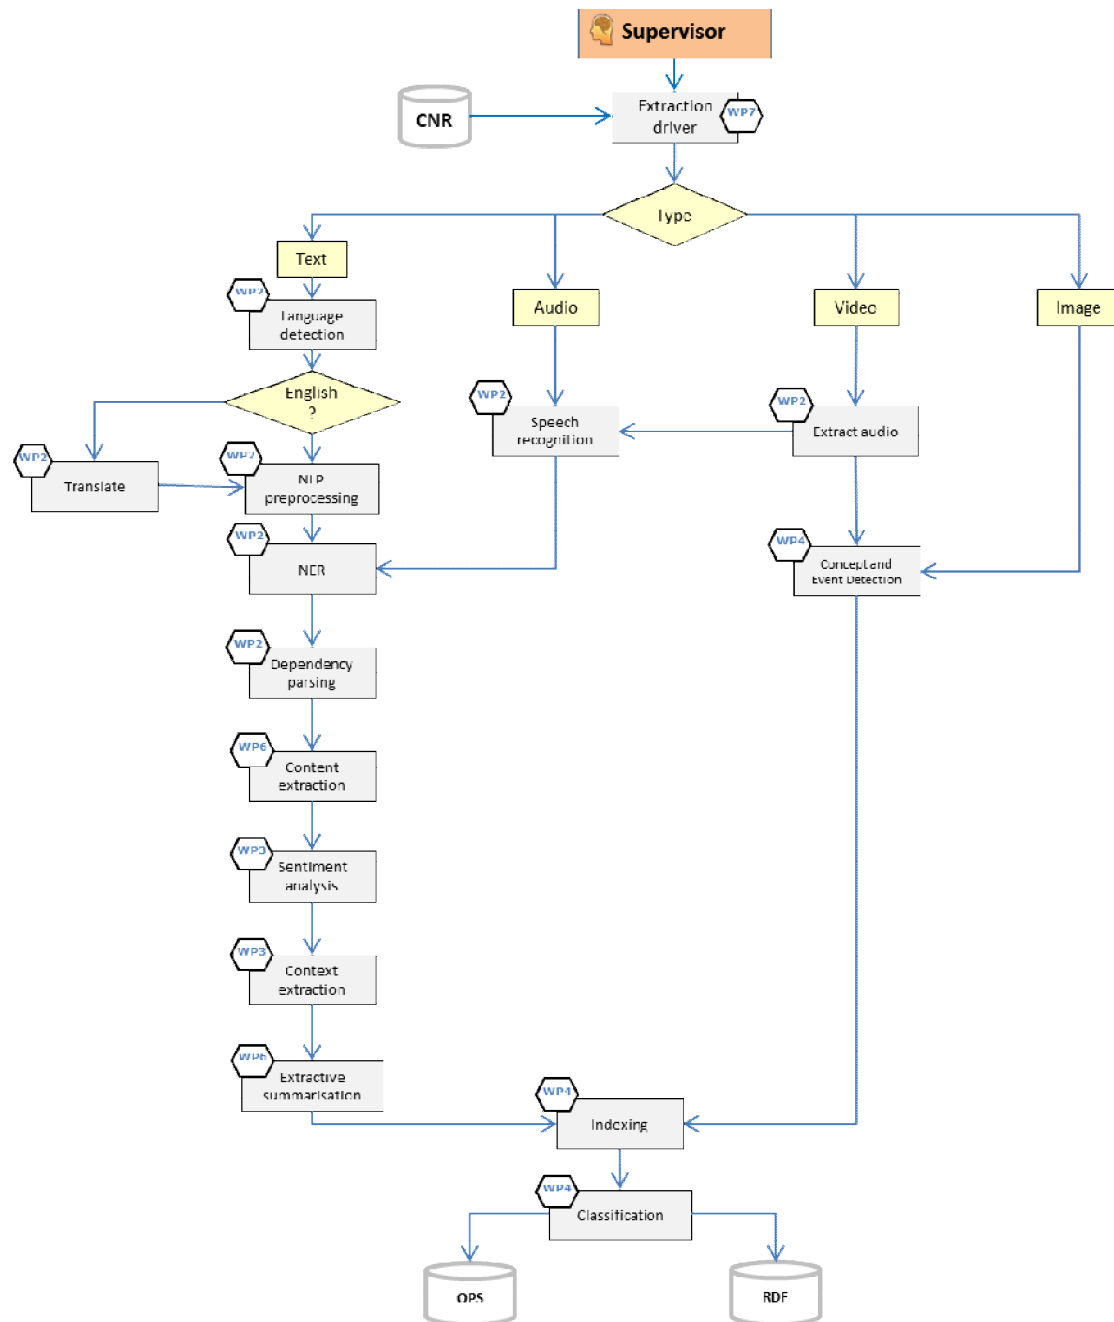 Supervisor
CNR
Extraction
driver
WP7
Type
Text
WP2
Language
detection
Audio
Video
Image
English
?
WP2
Speech
recognition
WP2
Extract audio
WP2
Translate
WP2
NLP
preprocessing
WP2
NER
WP4
Concept and
Event Detection
WP2
Dependency
parsing
WP6
Content
extraction
WP3
Sentiment
analysis
WP3
Context
extraction
WP6
Extractive
summarisation
WP4
Indexing
WP4
Classification
OPS
RDF